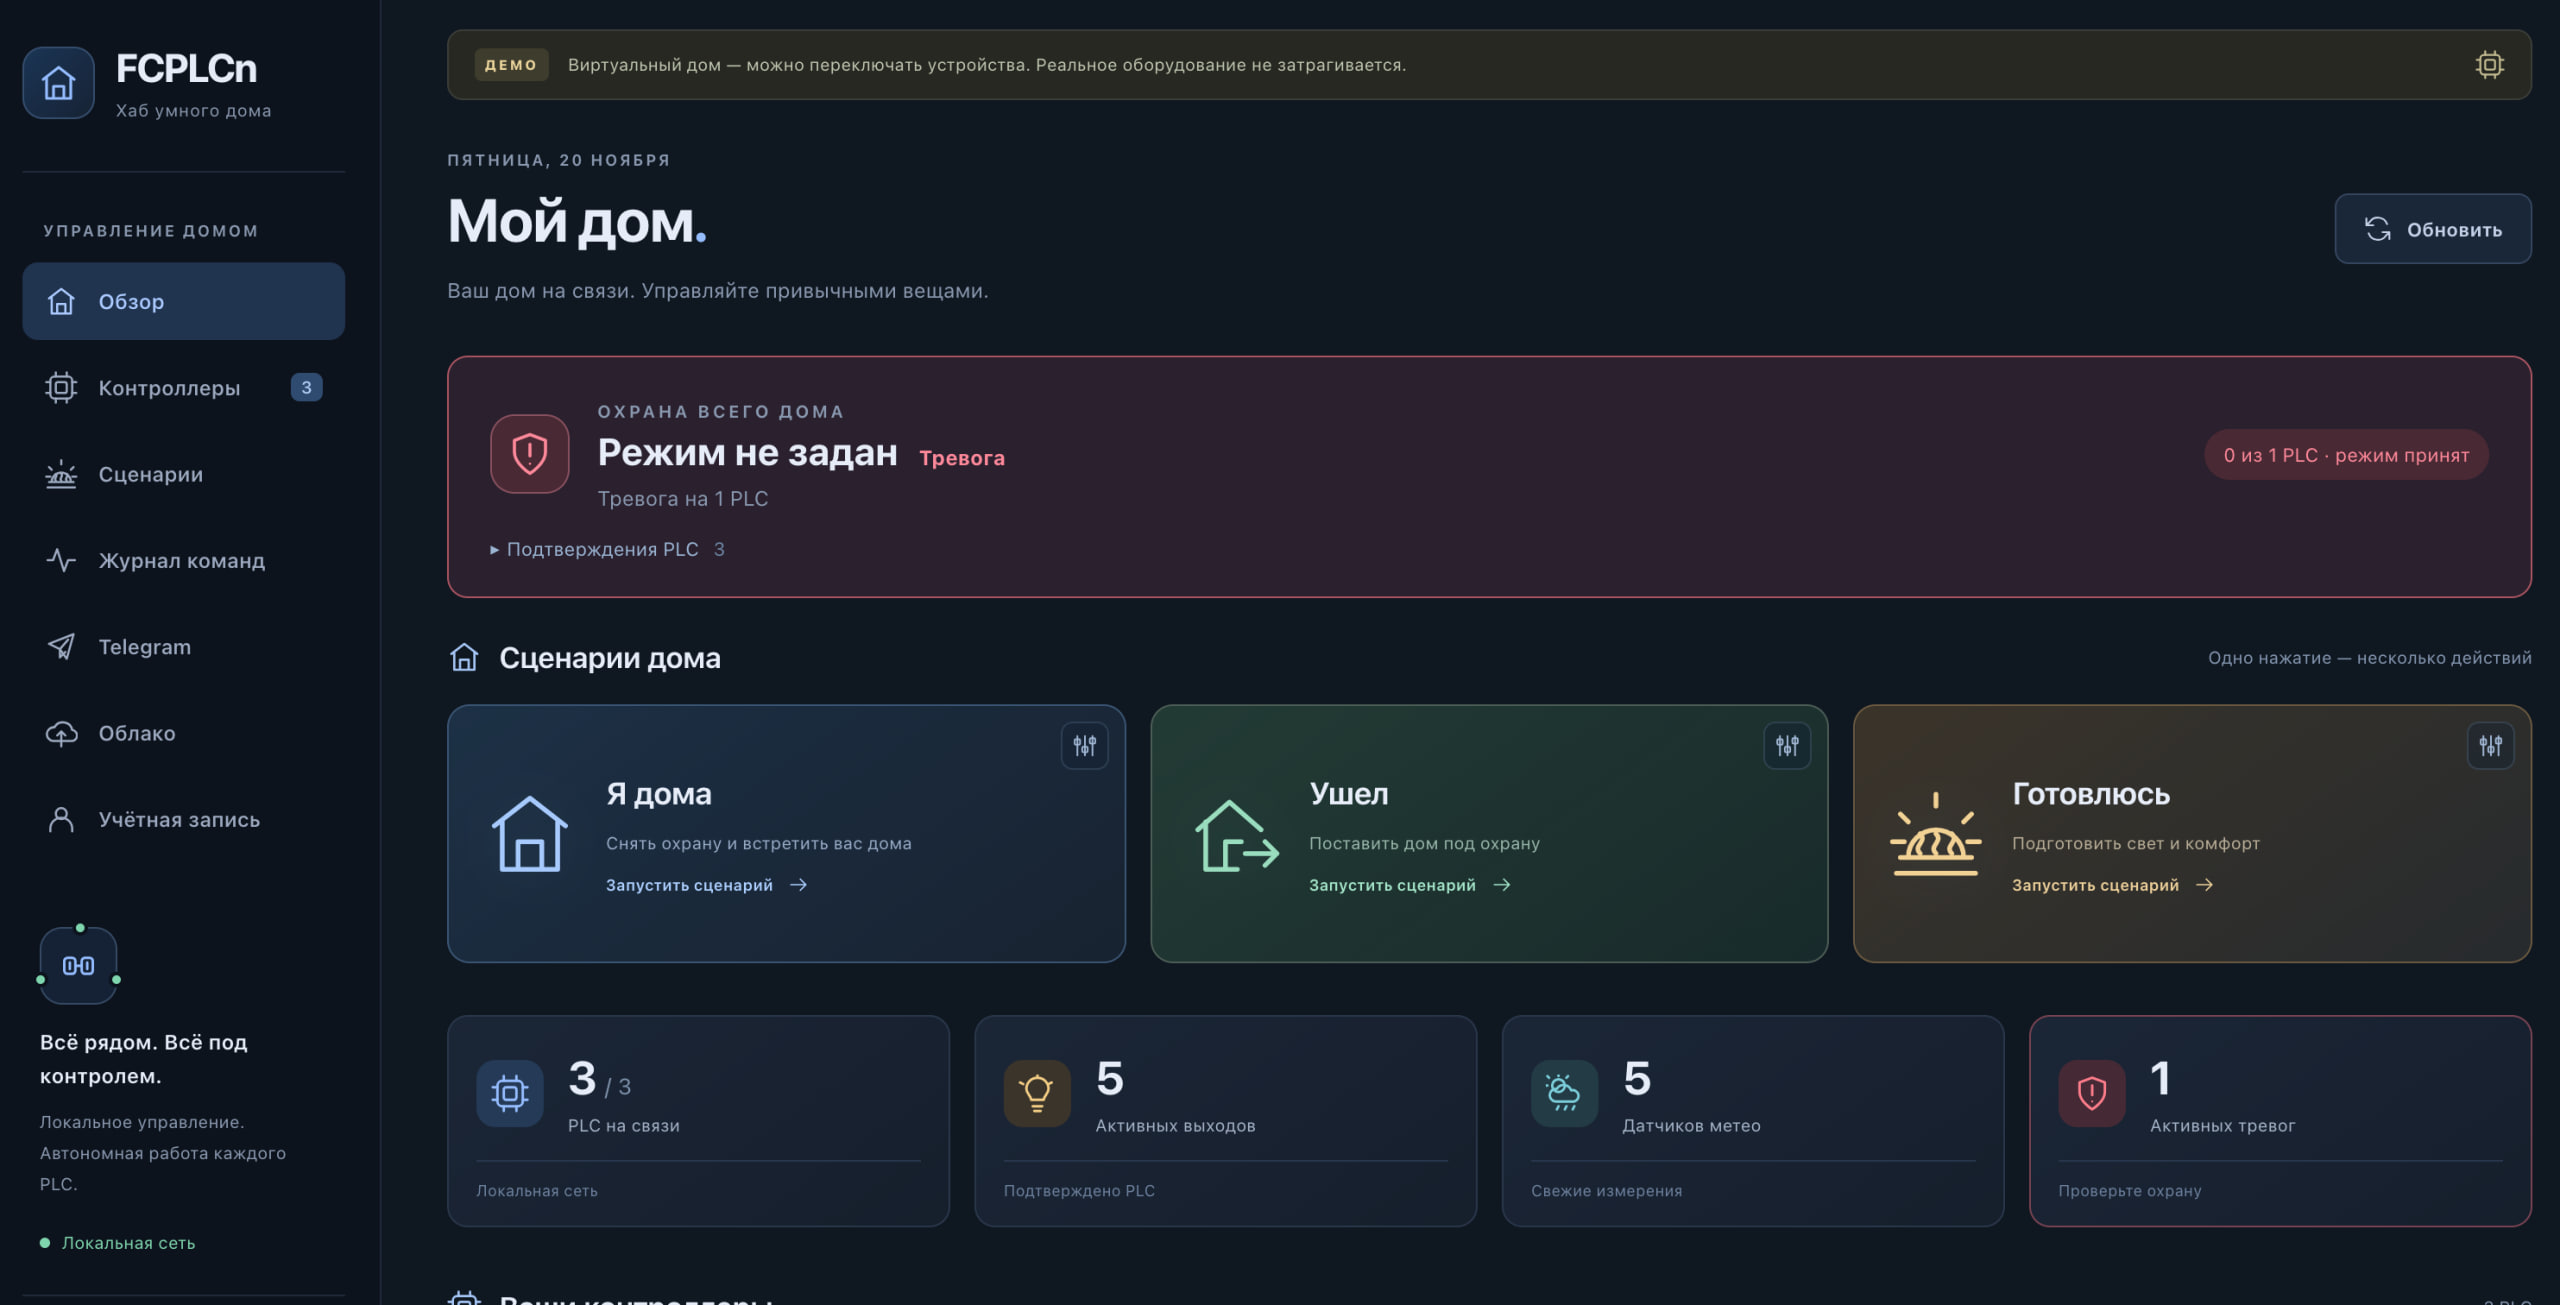 FCPLCn
Хаб умного дома
УПРАВЛЕНИЕ ДОМОМ
Обзор
Контроллеры 3
Сценарии
Журнал команд
Telegram
Облако
Учётная запись
Всё рядом. Всё под
контролем.
Локальное управление.
Автономная работа каждого
PLC.
Локальная сеть
ДЕМО Виртуальный дом — можно переключать устройства. Реальное оборудование не затрагивается.
ПЯТНИЦА, 20 НОЯБРЯ
Мой дом.
Обновить
Ваш дом на связи. Управляйте привычными вещами.
ОХРАНА ВСЕГО ДОМА
Режим не задан Тревога
0 из 1 PLC · режим принят
Тревога на 1 PLC
▸ Подтверждения PLC 3
Сценарии дома
Одно нажатие — несколько действий
Я дома
Снять охрану и встретить вас дома
Запустить сценарий →
Ушел
Поставить дом под охрану
Запустить сценарий →
Готовлюсь
Подготовить свет и комфорт
Запустить сценарий →
3 / 3
PLC на связи
Локальная сеть
5
Активных выходов
Подтверждено PLC
5
Датчиков метео
Свежие измерения
1
Активных тревог
Проверьте охрану
Ваши контроллеры